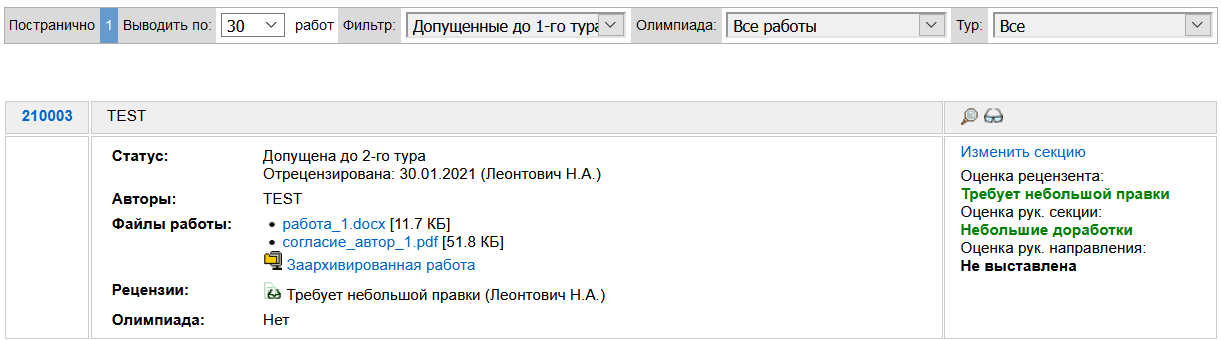 Постранично 1 Выводить по: 30 работ Фильтр: Допущенные до 1-го тура Олимпиада: Все работы Тур: Все
210003 TEST
Изменить секцию
Статус: Допущена до 2-го тура
Отрецензирована: 30.01.2021 (Леонтович Н.А.)
Авторы: TEST
Файлы работы: • работа_1.docx [11.7 КБ]
• согласие_автор_1.pdf [51.8 КБ]
Заархивированная работа
Рецензии: Требует небольшой правки (Леонтович Н.А.)
Олимпиада: Нет
Оценка рецензента:
Требует небольшой правки
Оценка рук. секции:
Небольшие доработки
Оценка рук. направления:
Не выставлена